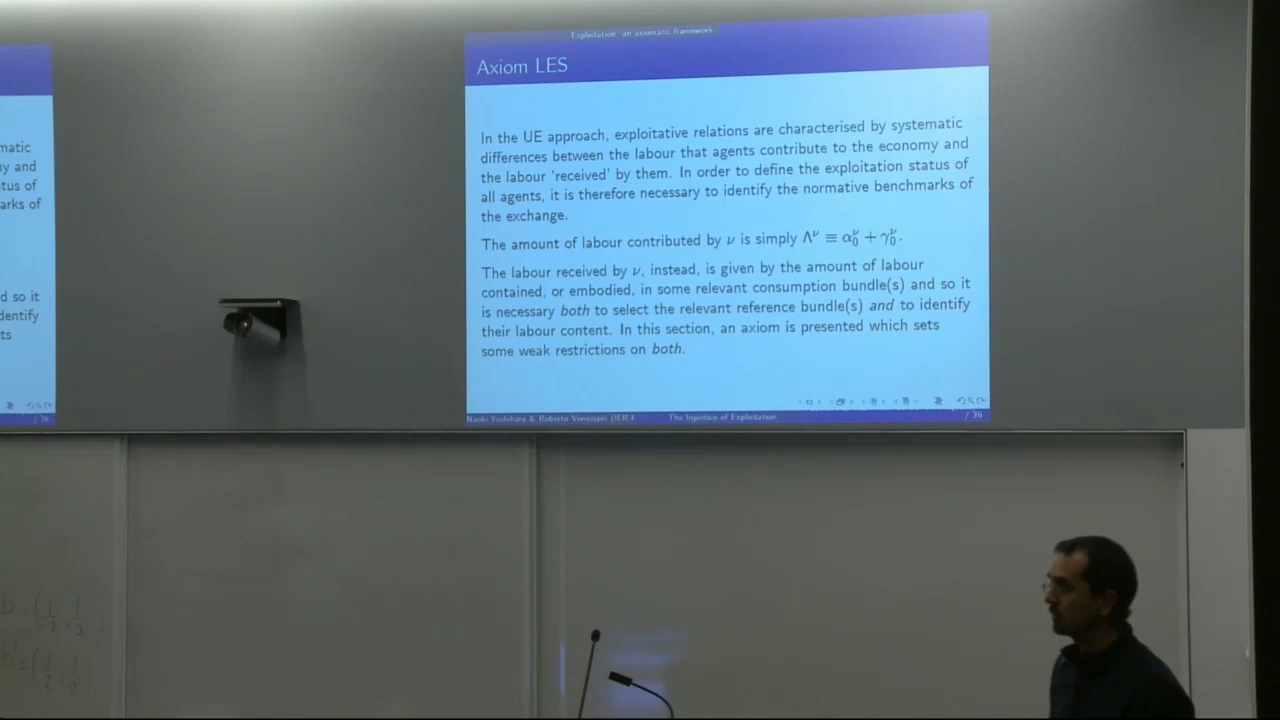 Exploitation: an axiomatic framework
Axiom LES
In the UE approach, exploitative relations are characterised by systematic
differences between the labour that agents contribute to the economy and
the labour 'received' by them. In order to define the exploitation status of
all agents, it is therefore necessary to identify the normative benchmarks of
the exchange.
The amount of labour contributed by ν is simply Λ^ν ≡ α₀^ν + γ₀^ν.
The labour received by ν, instead, is given by the amount of labour
contained, or embodied, in some relevant consumption bundle(s) and so it
is necessary both to select the relevant reference bundle(s) and to identify
their labour content. In this section, an axiom is presented which sets
some weak restrictions on both.
Naoki Yoshihara & Roberto Veneziani (IER, The Injustice of Exploitation / 36
matic
y and
tus of
arks of
d so it
dentify
ts
/ 36